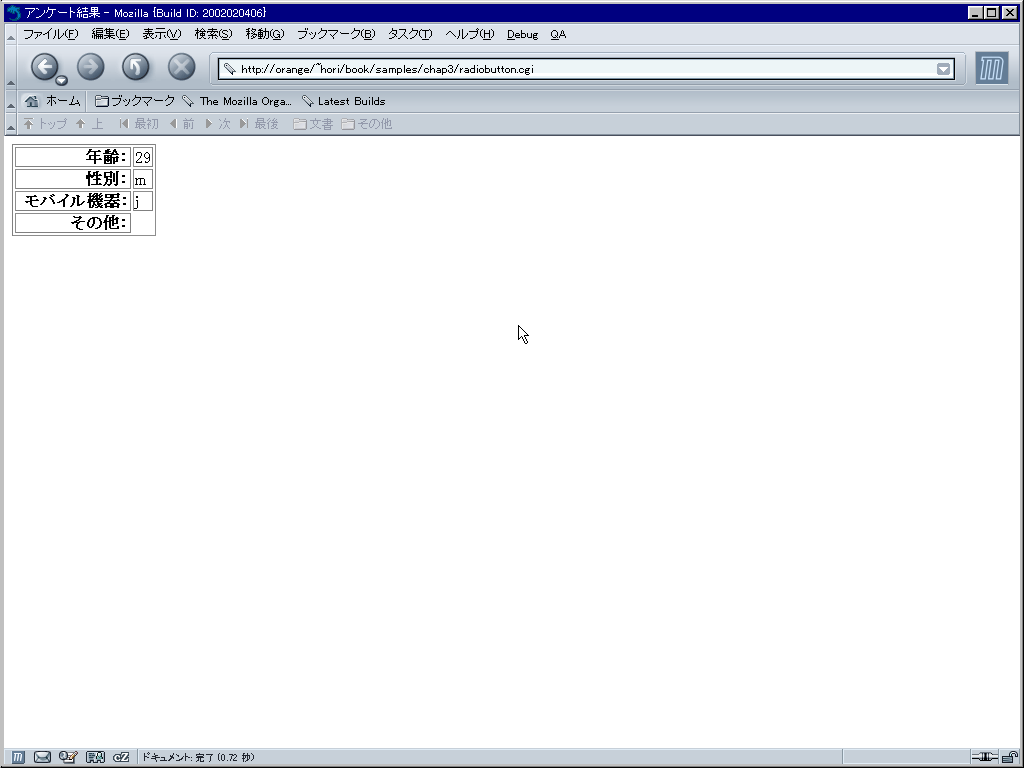 アンケート結果 - Mozilla {Build ID: 2002020406}
ファイル(F) 編集(E) 表示(V) 検索(S) 移動(G) ブックマーク(B) タスク(T) ヘルプ(H) Debug QA
http://orange/~hori/book/samples/chap3/radiobutton.cgi
ホーム ブックマーク The Mozilla Orga... Latest Builds
トップ 上 最初 前 次 最後 文書 その他
年齢: 29
性別: m
モバイル機器: j
その他:
ドキュメント: 完了 (0.72 秒)